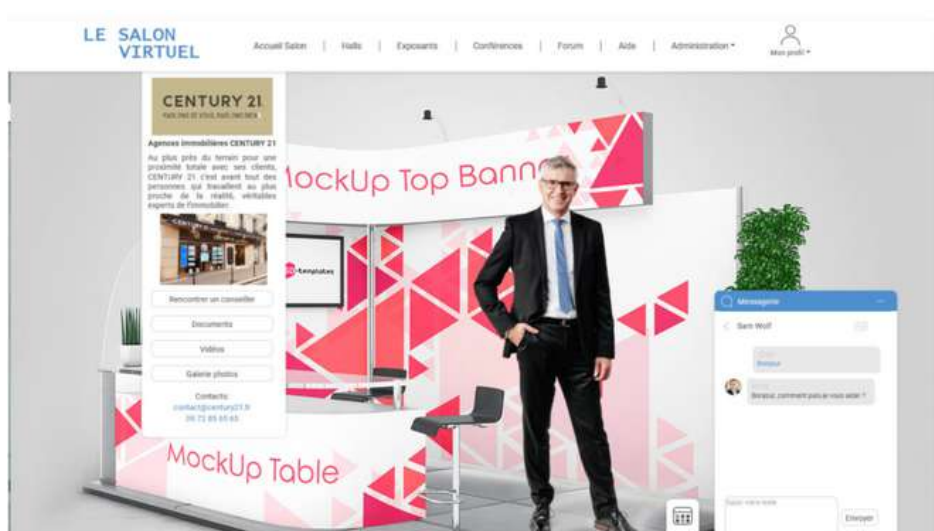 LE SALON
VIRTUEL
Accueil Salon | Halls | Exposants | Conférences | Forum | Aide | Administration
Mon profil
CENTURY 21
Agences immobilières CENTURY 21
Au plus près du terrain pour une
proximité totale avec ses clients,
CENTURY 21 c'est avant tout des
personnes qui travaillent au plus
proche de la réalité, véritables
experts de l'immobilier.
Rencontrer un conseiller
Documents
Vidéos
Galerie photos
Contacts:
contact@century21.fr
MockUp Top Bann
-templates
MockUp Table
Messagerie
Sam Wolf
Bonjour
Bonjour, comment puis-je vous aider ?
Envoyer